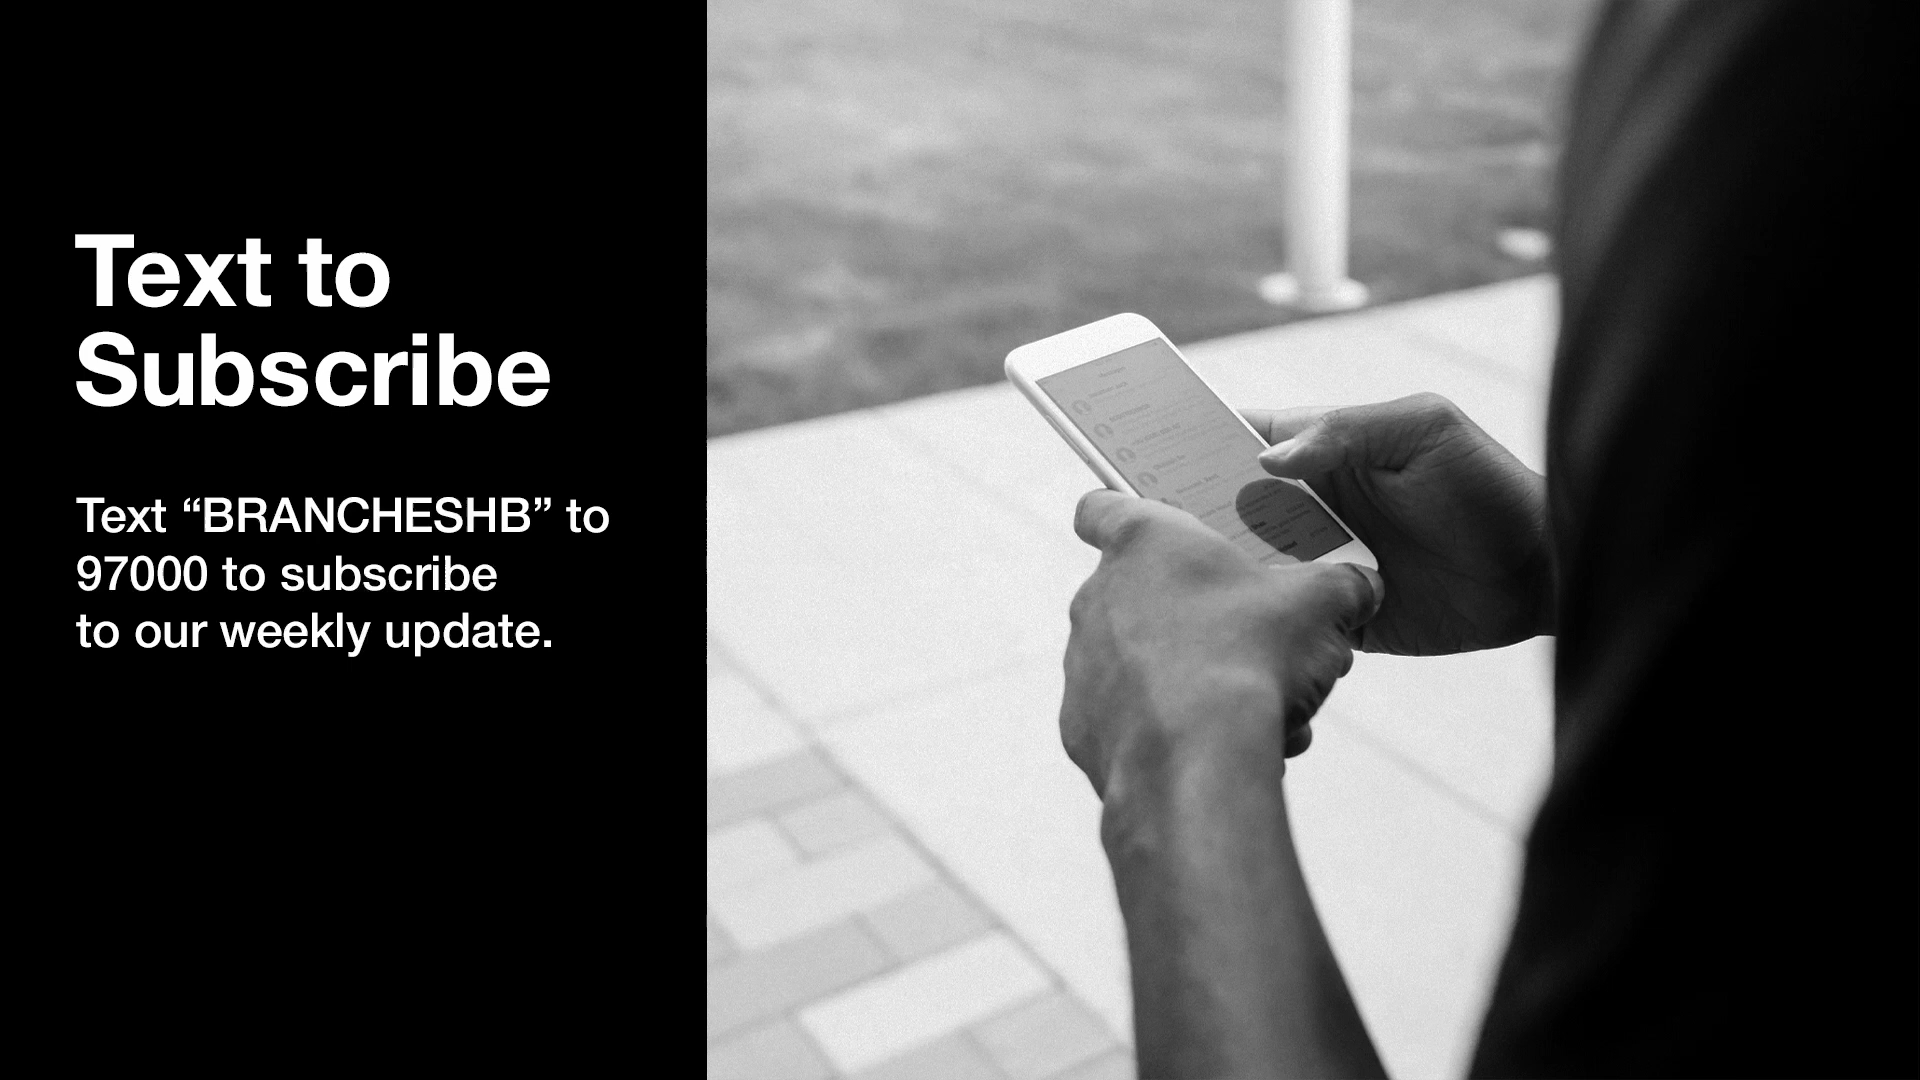 Text to
Subscribe
Text “BRANCHESHB” to
97000 to subscribe
to our weekly update.